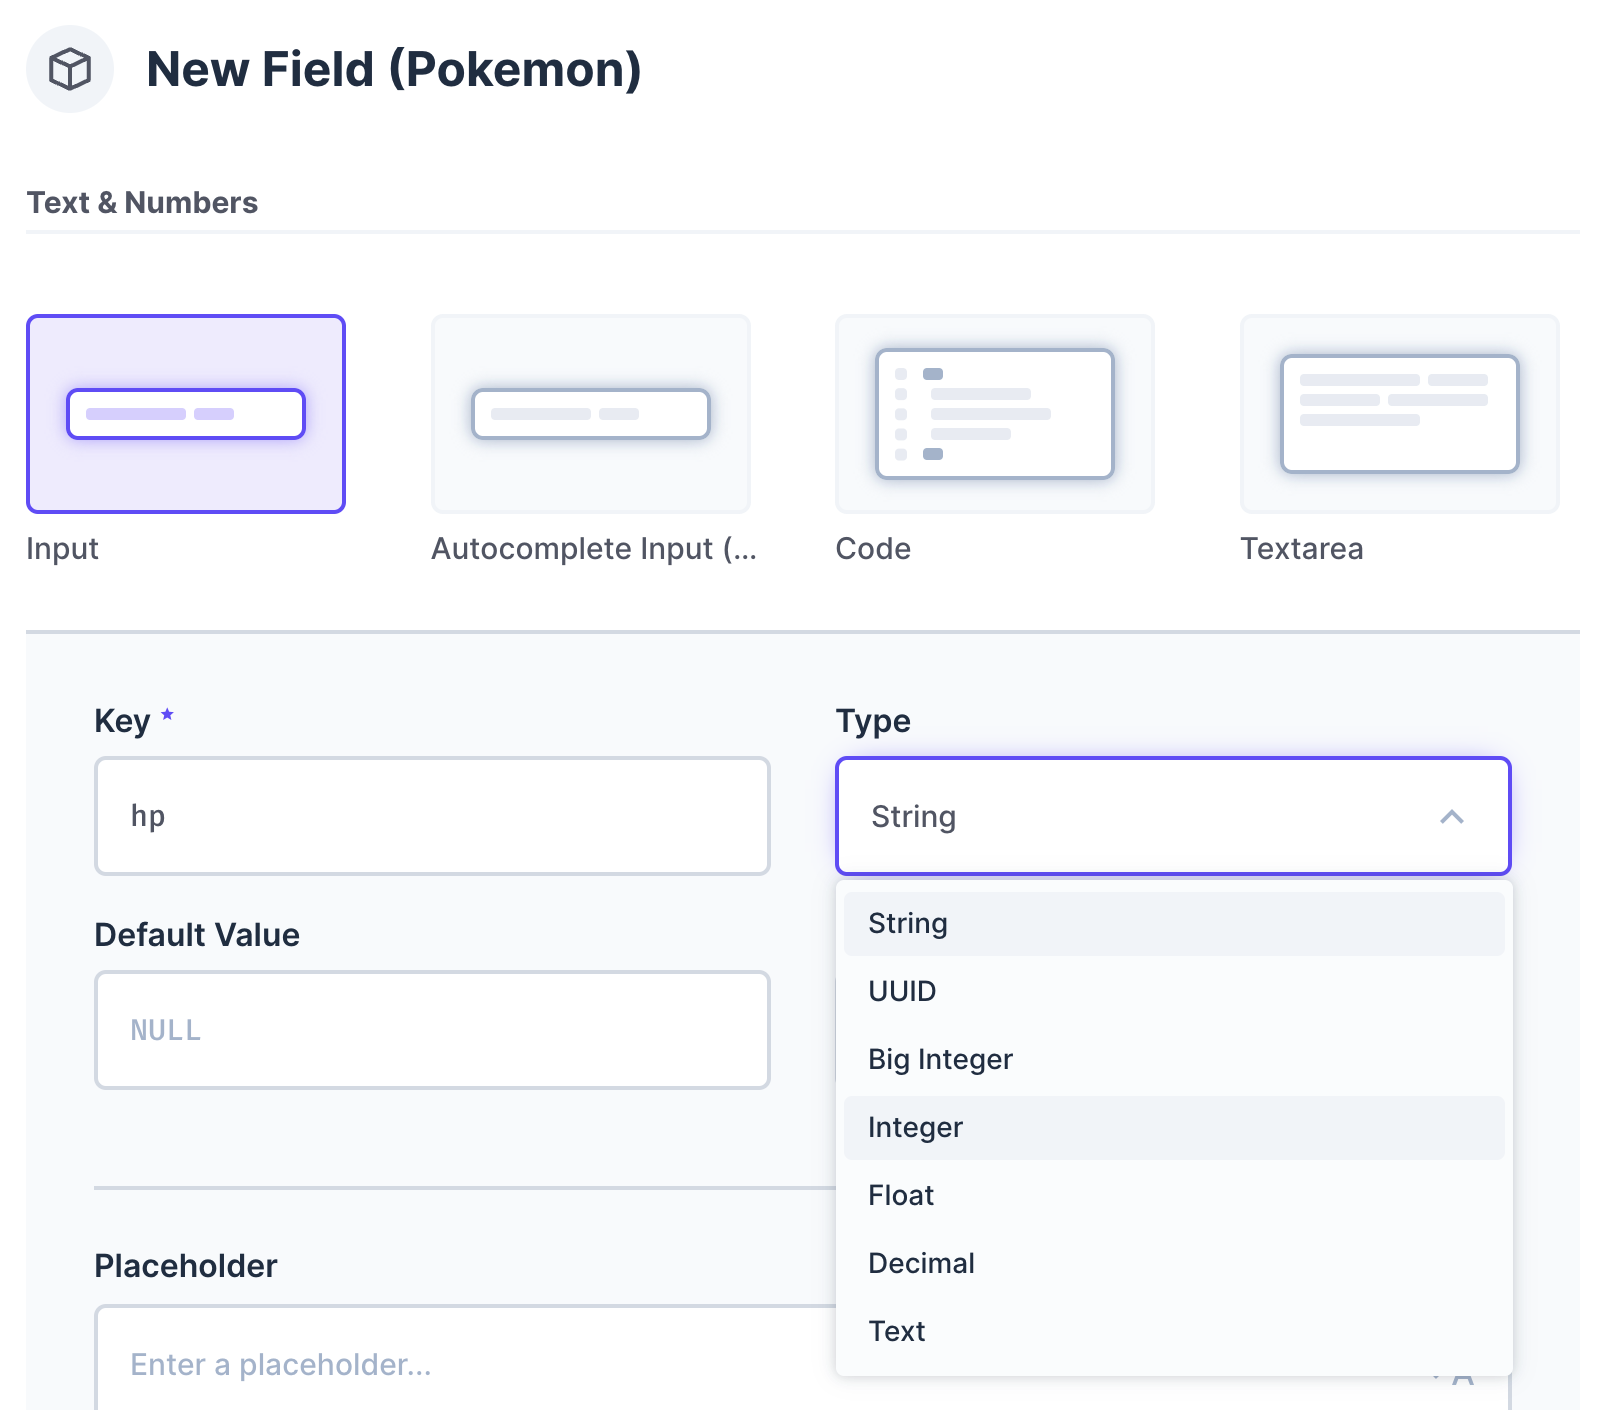 New Field (Pokemon)
Text & Numbers
Input
Autocomplete Input (...
Code
Textarea
Key *
Type
hp
String
Default Value
NULL
String
UUID
Big Integer
Integer
Float
Decimal
Text
Placeholder
Enter a placeholder...